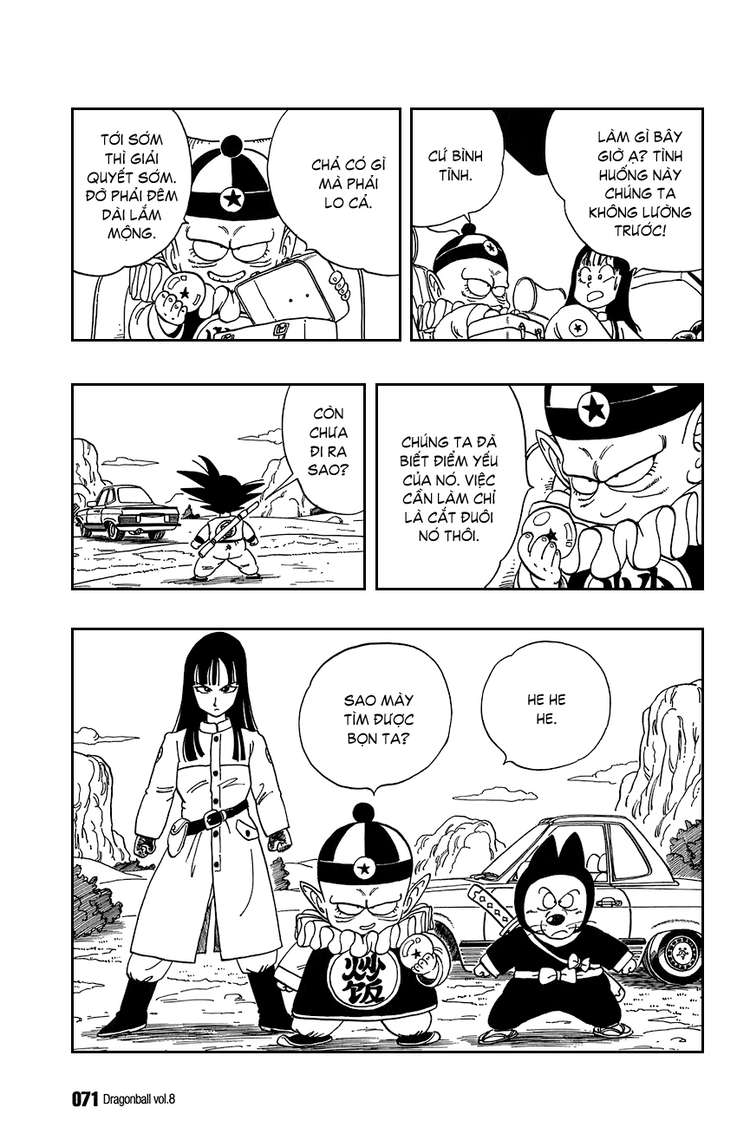 LÀM GÌ BÂY
GIỜ Ạ? TÌNH
HUỐNG NÀY
CHÚNG TA
KHÔNG LƯỜNG
TRƯỚC!
CỨ BÌNH
TĨNH.
CHẢ CÓ GÌ
MÀ PHẢI
LO CẢ.
TỚI SỚM
THÌ GIẢI
QUYẾT SỚM.
ĐỠ PHẢI ĐÊM
DÀI LẮM
MỘNG.
CHÚNG TA ĐÃ
BIẾT ĐIỂM YẾU
CỦA NÓ. VIỆC
CẦN LÀM CHỈ
LÀ CẮT ĐUÔI
NÓ THÔI.
CÒN
CHƯA
ĐI RA
SAO?
HE HE
HE.
SAO MÀY
TÌM ĐƯỢC
BỌN TA?
炒飯
071 Dragonball vol.8